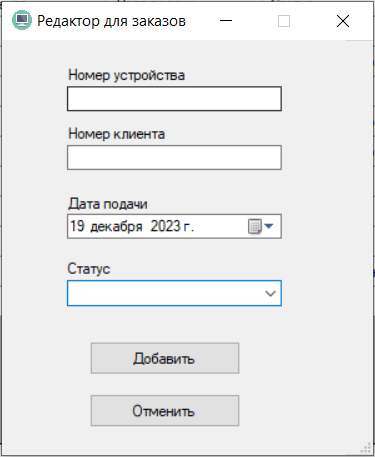 Редактор для заказов
Номер устройства
Номер клиента
Дата подачи
19 декабря 2023 г.
Статус
Добавить
Отменить